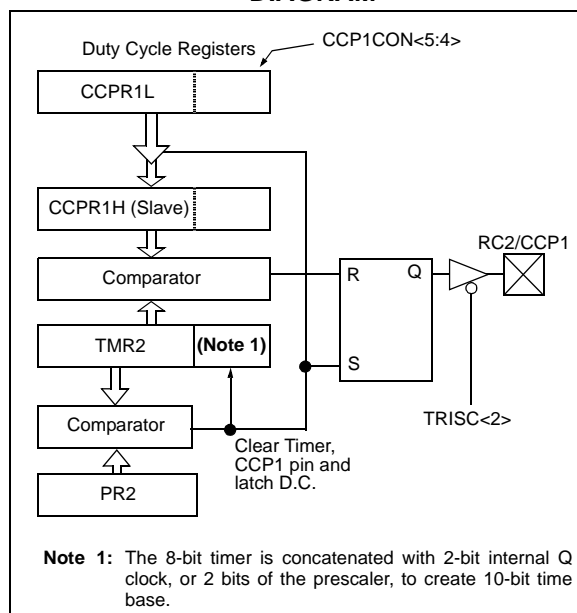 Duty Cycle Registers
CCP1CON<5:4>
CCPR1L
CCPR1H (Slave)
Comparator
R
Q
RC2/CCP1
TMR2
(Note 1)
S
Comparator
TRISC<2>
Clear Timer,
CCP1 pin and
latch D.C.
PR2
Note 1: The 8-bit timer is concatenated with 2-bit internal Q
clock, or 2 bits of the prescaler, to create 10-bit time
base.